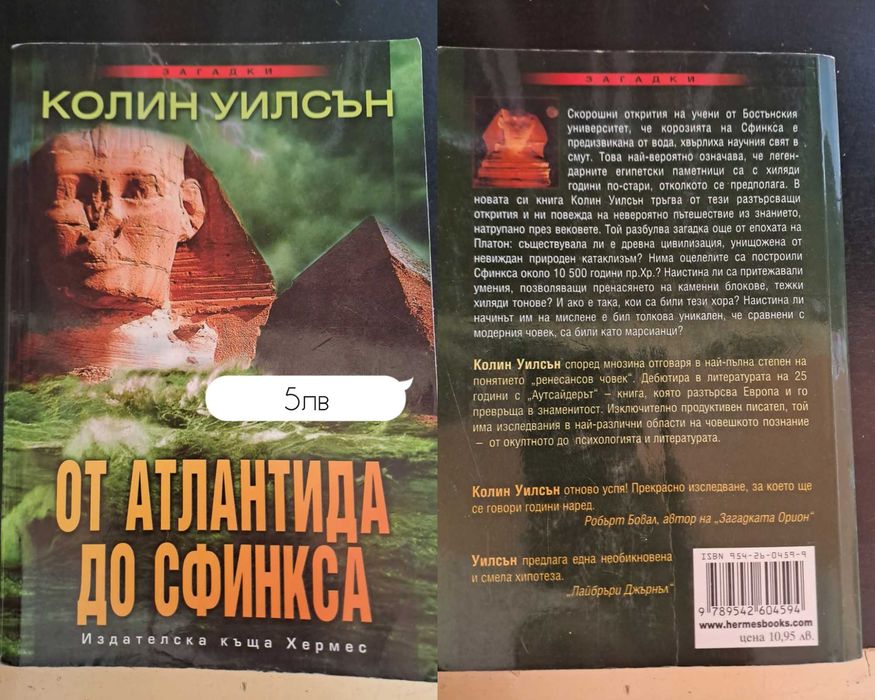 ЗАГАДКИ
КОЛИН УИЛСЪН
5лв
ОТ АТЛАНТИДА
ДО СФИНКСА
Издателска къща Хермес
ЗАГАДКИ
Скорошни открития на учени от Бостънския
университет, че корозията на Сфинкса е
предизвикана от вода, хвърлиха научния свят в
смут. Това най-вероятно означава, че леген-
дарните египетски паметници са с хиляди
години по-стари, отколкото се предполага. В
новата си книга Колин Уилсън тръгва от тези разтърсващи
открития и ни повежда на невероятно пътешествие из знанието,
натрупано през вековете. Той разбулва загадка още от епохата на
Платон: съществувала ли е древна цивилизация, унищожена от
невиждан природен катаклизъм? Нима оцелелите са построили
Сфинкса около 10 500 години пр.Хр.? Наистина ли са притежавали
умения, позволяващи пренасянето на каменни блокове, тежки
хиляди тонове? И ако е така, кои са били тези хора? Наистина ли
начинът им на мислене е бил толкова уникален, че сравнени с
модерния човек, са били като марсианци?
Колин Уилсън според мнозина отговаря в най-пълна степен на
понятието „ренесансов човек“. Дебютира в литературата на 25
години с „Аутсайдерът“ – книга, която разтърсва Европа и го
превръща в знаменитост. Изключително продуктивен писател, той
има изследвания в най-различни области на човешкото познание
– от окултното до психологията и литературата.
Колин Уилсън отново успя! Прекрасно изследване, за което ще
се говори години наред.
Робърт Бовал, автор на „Загадката Орион“
Уилсън предлага една необикновена
и смела хипотеза.
„Лайбръри Джърнъл“
ISBN 954-26-0459-9
9 789542 604594
www.hermesbooks.com
цена 10,95 лв.